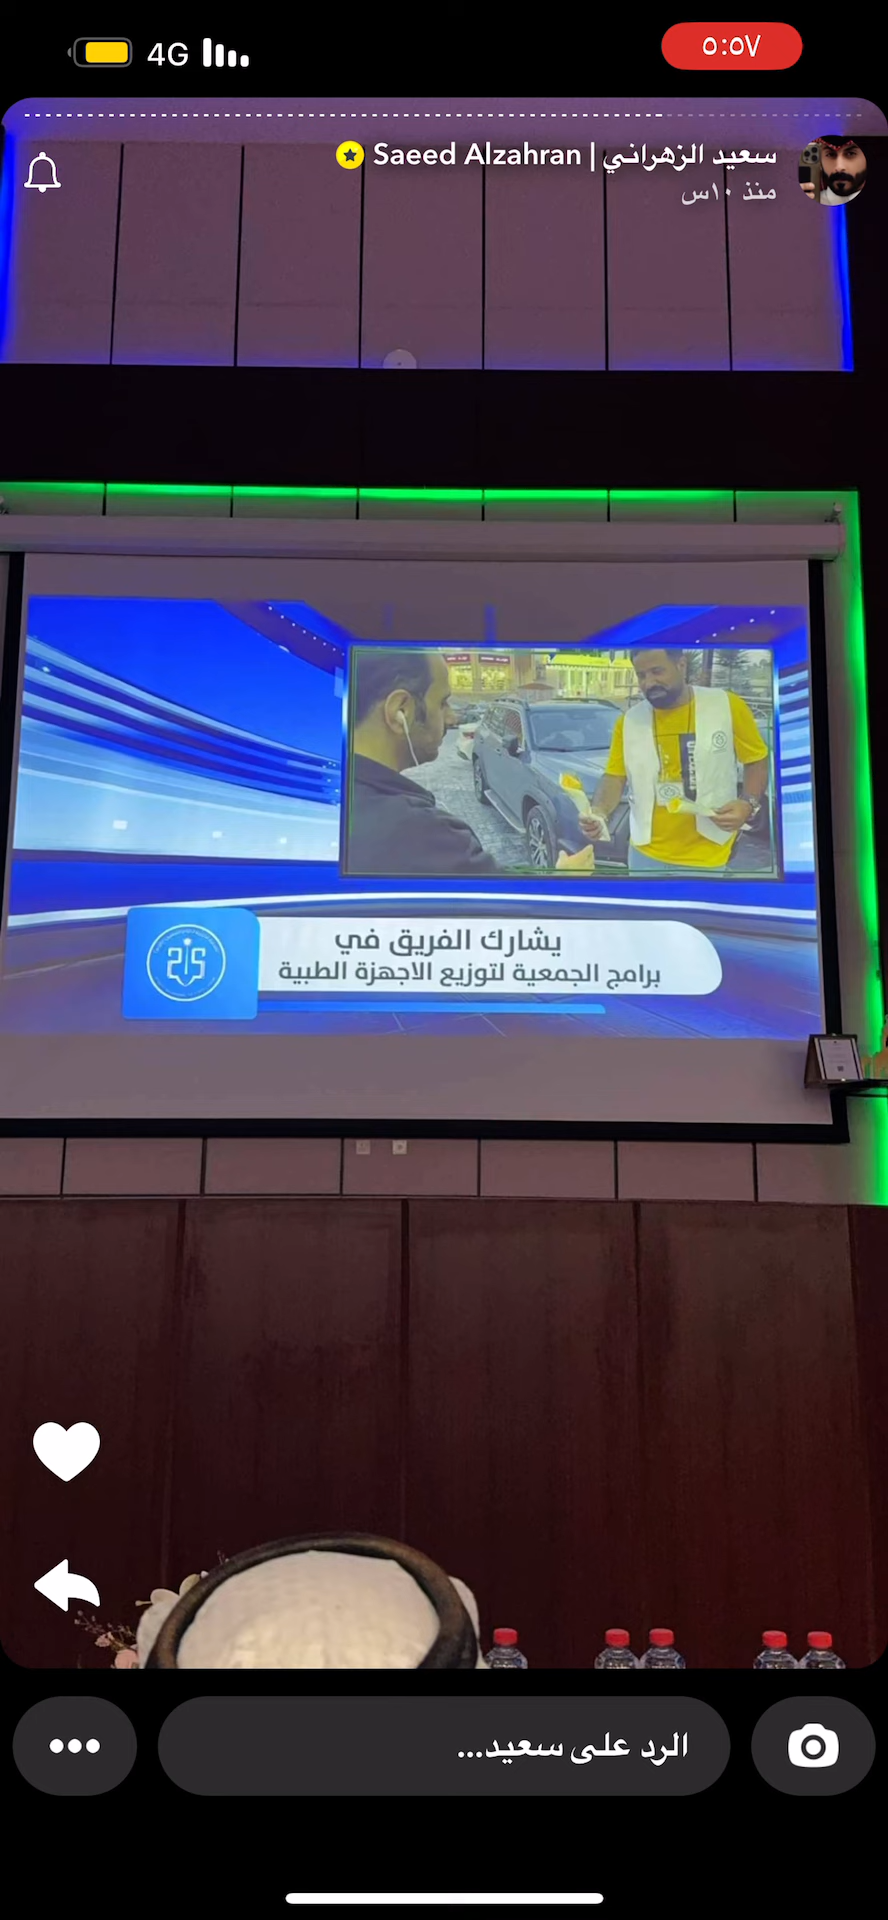 4G
٥:٥٧
سعيد الزهراني | Saeed Alzahran
منذ ١٠س
يشارك الفريق في
برامج الجمعية لتوزيع الاجهزة الطبية
الرد على سعيد...